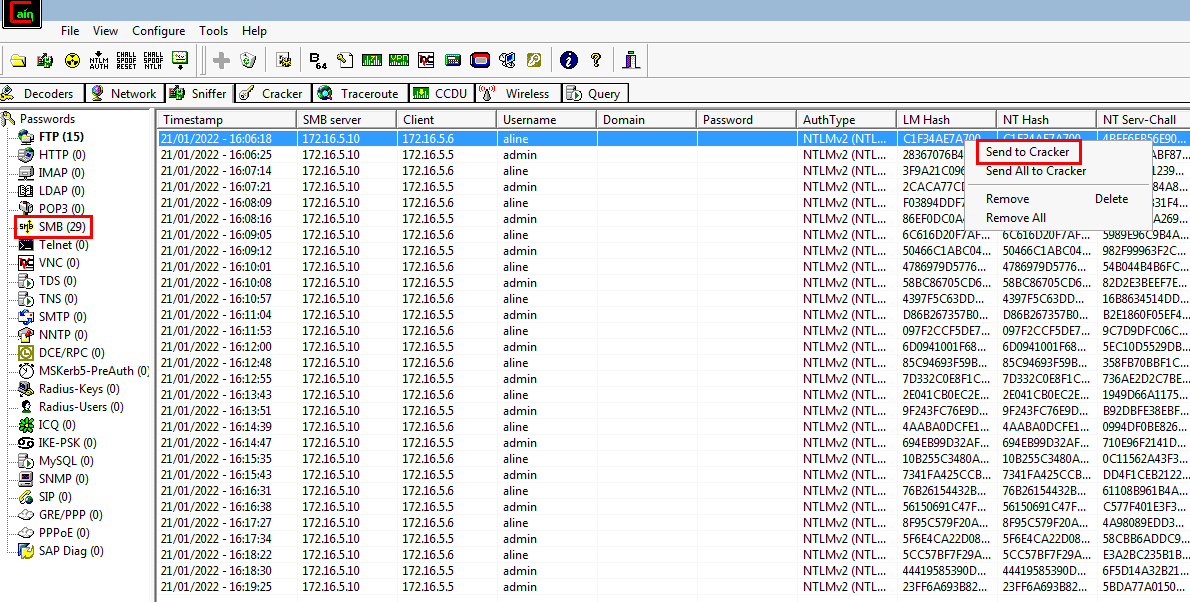 Cain
File View Configure Tools Help
NTLM AUTH CHALL SPOOF RESET CHALL SPOOF NTLM B 64
Decoders Network Sniffer Cracker Traceroute CCDU Wireless Query
Passwords
FTP (15)
HTTP (0)
IMAP (0)
LDAP (0)
POP3 (0)
SMB (29)
Telnet (0)
VNC (0)
TDS (0)
TNS (0)
SMTP (0)
NNTP (0)
DCE/RPC (0)
MSKerb5-PreAuth (0)
Radius-Keys (0)
Radius-Users (0)
ICQ (0)
IKE-PSK (0)
MySQL (0)
SNMP (0)
SIP (0)
GRE/PPP (0)
PPPoE (0)
SAP Diag (0)
Timestamp SMB server Client Username Domain Password AuthType LM Hash NT Hash NT Serv-Chall
21/01/2022 - 16:06:18 172.16.5.10 172.16.5.6 aline NTLMv2 (NTL... C1F34AE7A700... C1F34AE7A700... 4BFF6FB56E90...
21/01/2022 - 16:06:25 172.16.5.10 172.16.5.5 admin NTLMv2 (NTL... 28367076B4 ABF87...
21/01/2022 - 16:07:14 172.16.5.10 172.16.5.6 aline NTLMv2 (NTL... 3F9A21C096 1239...
21/01/2022 - 16:07:21 172.16.5.10 172.16.5.5 admin NTLMv2 (NTL... 2CACA77CD 84A8...
21/01/2022 - 16:08:09 172.16.5.10 172.16.5.6 aline NTLMv2 (NTL... F03894DDF7 831F4...
21/01/2022 - 16:08:16 172.16.5.10 172.16.5.5 admin NTLMv2 (NTL... 86EF0DC0A A269...
21/01/2022 - 16:09:05 172.16.5.10 172.16.5.6 aline NTLMv2 (NTL... 6C616D20F7AF... 6C616D20F7AF... 5989E96C9B4A...
21/01/2022 - 16:09:12 172.16.5.10 172.16.5.5 admin NTLMv2 (NTL... 50466C1ABC04... 50466C1ABC04... 982F99963F2C...
21/01/2022 - 16:10:01 172.16.5.10 172.16.5.6 aline NTLMv2 (NTL... 4786979D5776... 4786979D5776... 54B044B4B6FC...
21/01/2022 - 16:10:08 172.16.5.10 172.16.5.5 admin NTLMv2 (NTL... 58BC86705CD6... 58BC86705CD6... 82D2E3BEEF7E...
21/01/2022 - 16:10:57 172.16.5.10 172.16.5.6 aline NTLMv2 (NTL... 4397F5C63DD... 4397F5C63DD... 16B8634514DD...
21/01/2022 - 16:11:04 172.16.5.10 172.16.5.5 admin NTLMv2 (NTL... D86B267357B0... D86B267357B0... B2E1860F05EF4...
21/01/2022 - 16:11:53 172.16.5.10 172.16.5.6 aline NTLMv2 (NTL... 097F2CCF5DE7... 097F2CCF5DE7... 9C7D9DFC06C...
21/01/2022 - 16:12:00 172.16.5.10 172.16.5.5 admin NTLMv2 (NTL... 6D0941001F68... 6D0941001F68... 5EC10D5529DB...
21/01/2022 - 16:12:48 172.16.5.10 172.16.5.6 aline NTLMv2 (NTL... 85C94693F59B... 85C94693F59B... 358FB70BBF1C...
21/01/2022 - 16:12:55 172.16.5.10 172.16.5.5 admin NTLMv2 (NTL... 7D332C0E8F1C... 7D332C0E8F1C... 736AE2D2C7BE...
21/01/2022 - 16:13:43 172.16.5.10 172.16.5.6 aline NTLMv2 (NTL... 2E041CB0EC2E... 2E041CB0EC2E... 1949D66A1175...
21/01/2022 - 16:13:51 172.16.5.10 172.16.5.5 admin NTLMv2 (NTL... 9F243FC76E9D... 9F243FC76E9D... B92DBFE38EBF...
21/01/2022 - 16:14:39 172.16.5.10 172.16.5.6 aline NTLMv2 (NTL... 4AABA0DCFE1... 4AABA0DCFE1... 0994DF0BE826...
21/01/2022 - 16:14:47 172.16.5.10 172.16.5.5 admin NTLMv2 (NTL... 694EB99D32AF... 694EB99D32AF... 710E96F2141D...
21/01/2022 - 16:15:35 172.16.5.10 172.16.5.6 aline NTLMv2 (NTL... 10B255C3480A... 10B255C3480A... 0C11562A43F3...
21/01/2022 - 16:15:43 172.16.5.10 172.16.5.5 admin NTLMv2 (NTL... 7341FA425CCB... 7341FA425CCB... DD4F1CEB2122...
21/01/2022 - 16:16:31 172.16.5.10 172.16.5.6 aline NTLMv2 (NTL... 76B26154432B... 76B26154432B... 61108B961B4A...
21/01/2022 - 16:16:38 172.16.5.10 172.16.5.5 admin NTLMv2 (NTL... 56150691C47F... 56150691C47F... C577F401E3F3...
21/01/2022 - 16:17:27 172.16.5.10 172.16.5.6 aline NTLMv2 (NTL... 8F95C579F20A... 8F95C579F20A... 4A98089EDD3...
21/01/2022 - 16:17:34 172.16.5.10 172.16.5.5 admin NTLMv2 (NTL... 5F6E4CA22D08... 5F6E4CA22D08... 58CBB6ADDC9...
21/01/2022 - 16:18:22 172.16.5.10 172.16.5.6 aline NTLMv2 (NTL... 5CC57BF7F29A... 5CC57BF7F29A... E3A2BC235B1B...
21/01/2022 - 16:18:30 172.16.5.10 172.16.5.5 admin NTLMv2 (NTL... 44419585390D... 44419585390D... 6F5D14A32B21...
21/01/2022 - 16:19:25 172.16.5.10 172.16.5.5 admin NTLMv2 (NTL... 23FF6A693B82... 23FF6A693B82... 5BDA77A0150...
Send to Cracker
Send All to Cracker
Remove Delete
Remove All